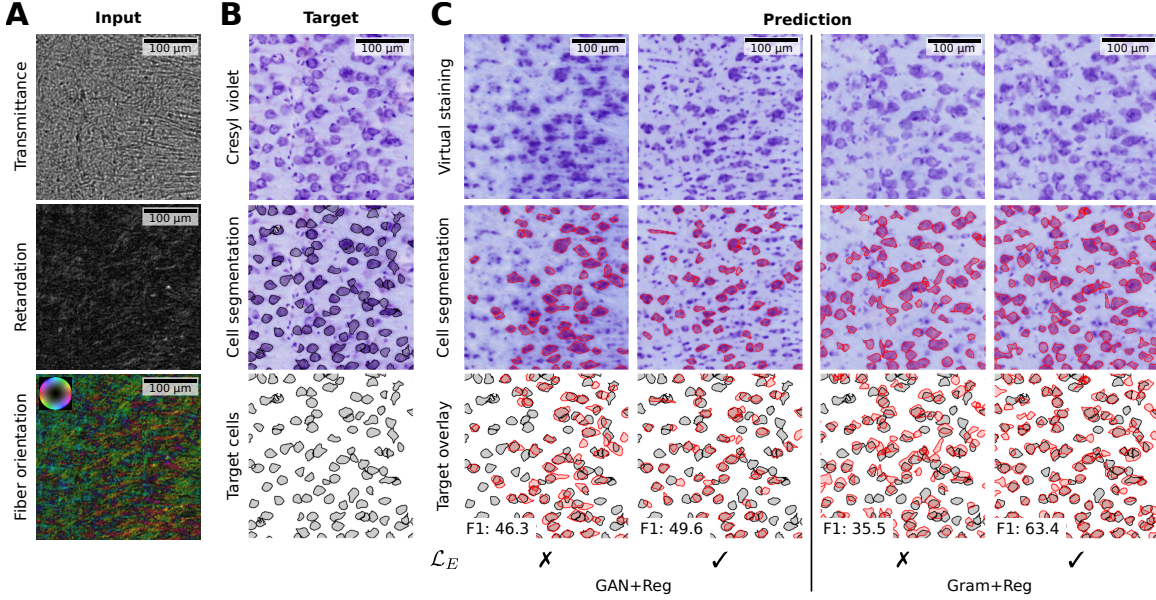 A
Input
Transmittance
100 µm
Retardation
100 µm
Fiber orientation
100 µm
B
Target
Cresyl violet
100 µm
Cell segmentation
Target cells
C
Prediction
Virtual staining
100 µm
100 µm
100 µm
100 µm
Cell segmentation
Target overlay
F1: 46.3
F1: 49.6
F1: 35.5
F1: 63.4
ℒ_E ✗ ✓ ✗ ✓
GAN+Reg
Gram+Reg